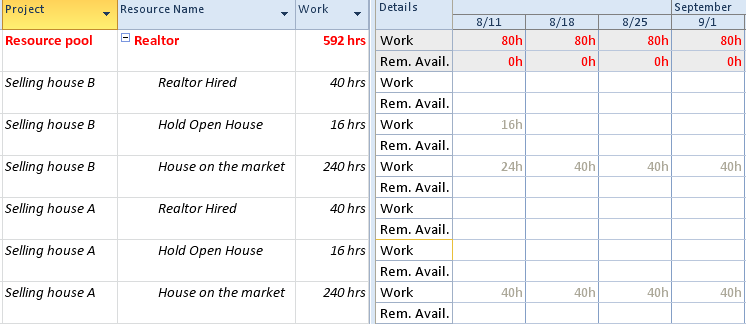 Project Resource Name Work Details September
8/11 8/18 8/25 9/1
Resource pool Realtor 592 hrs Work 80h 80h 80h 80h
Rem. Avail. 0h 0h 0h 0h
Selling house B Realtor Hired 40 hrs Work
Rem. Avail.
Selling house B Hold Open House 16 hrs Work 16h
Rem. Avail.
Selling house B House on the market 240 hrs Work 24h 40h 40h 40h
Rem. Avail.
Selling house A Realtor Hired 40 hrs Work
Rem. Avail.
Selling house A Hold Open House 16 hrs Work
Rem. Avail.
Selling house A House on the market 240 hrs Work 40h 40h 40h 40h
Rem. Avail.